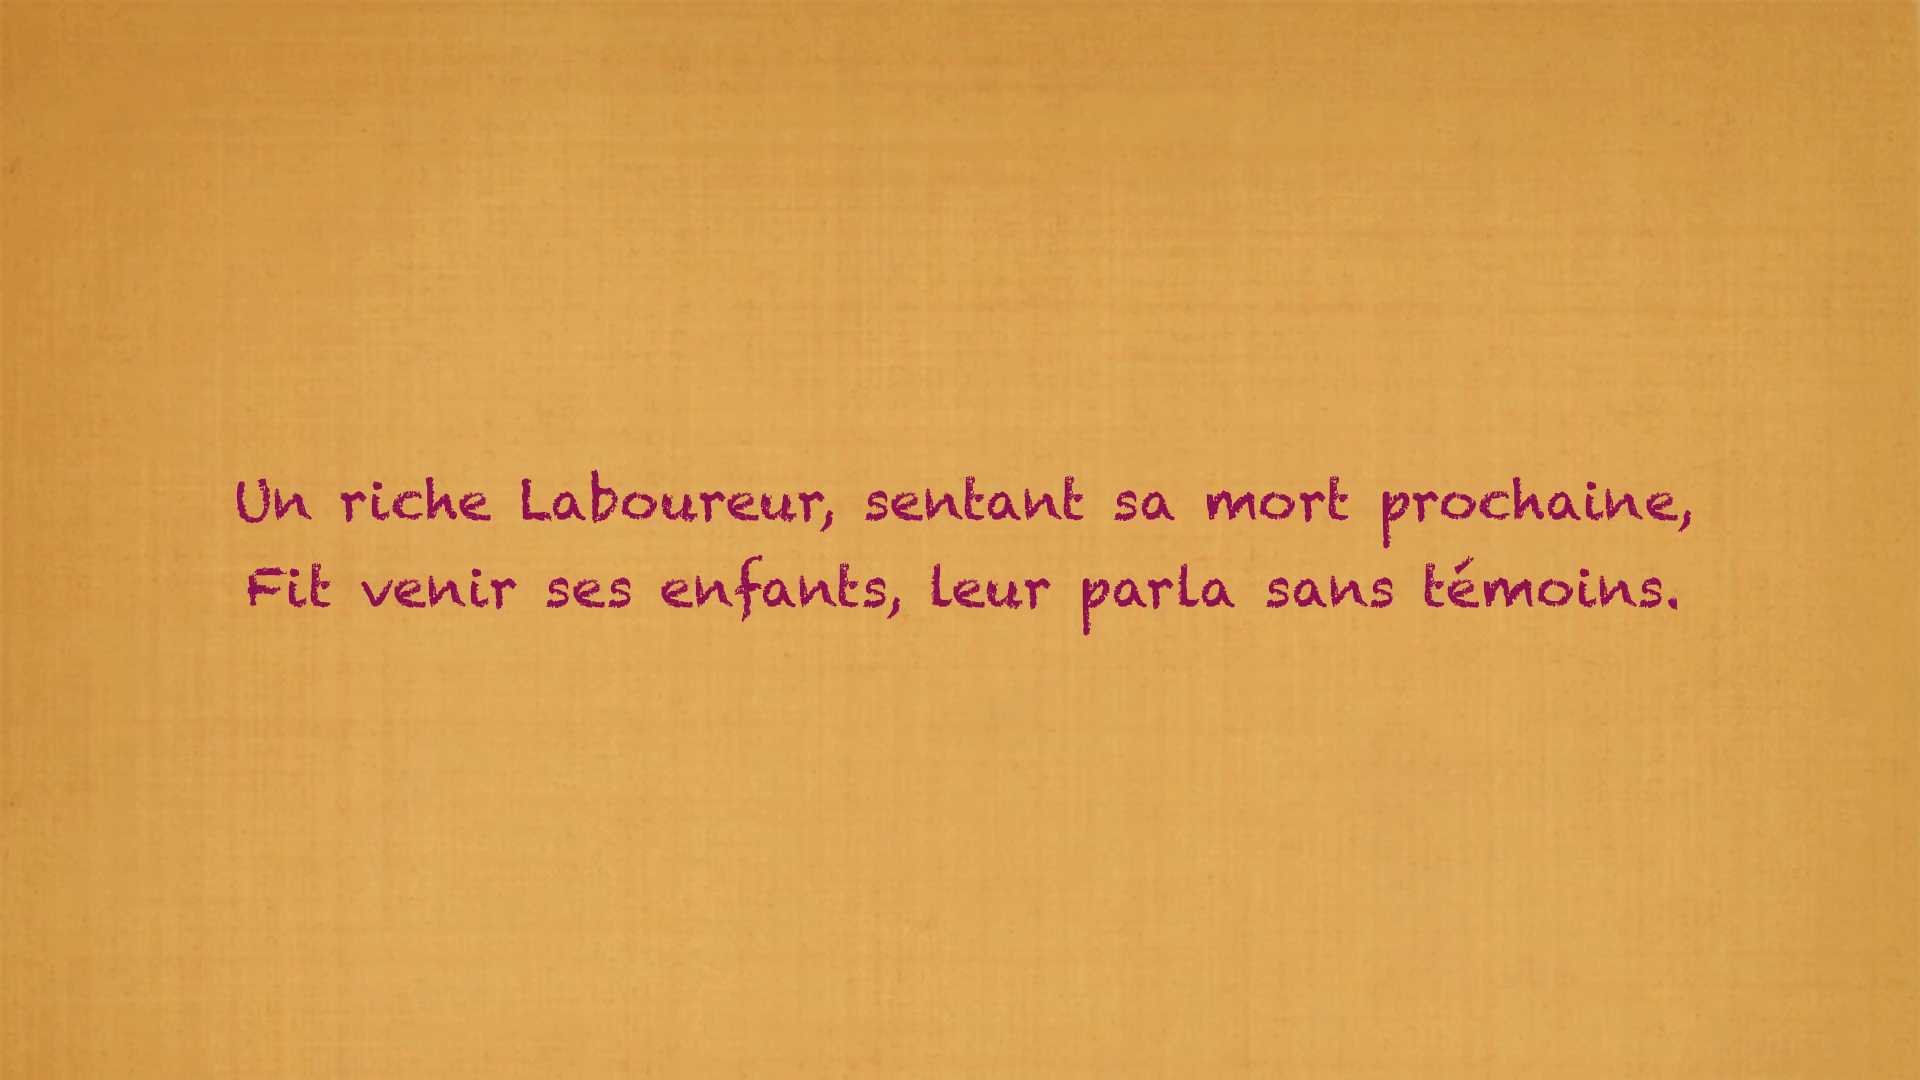 Un riche Laboureur, sentant sa mort prochaine,
Fit venir ses enfants, leur parla sans témoins.